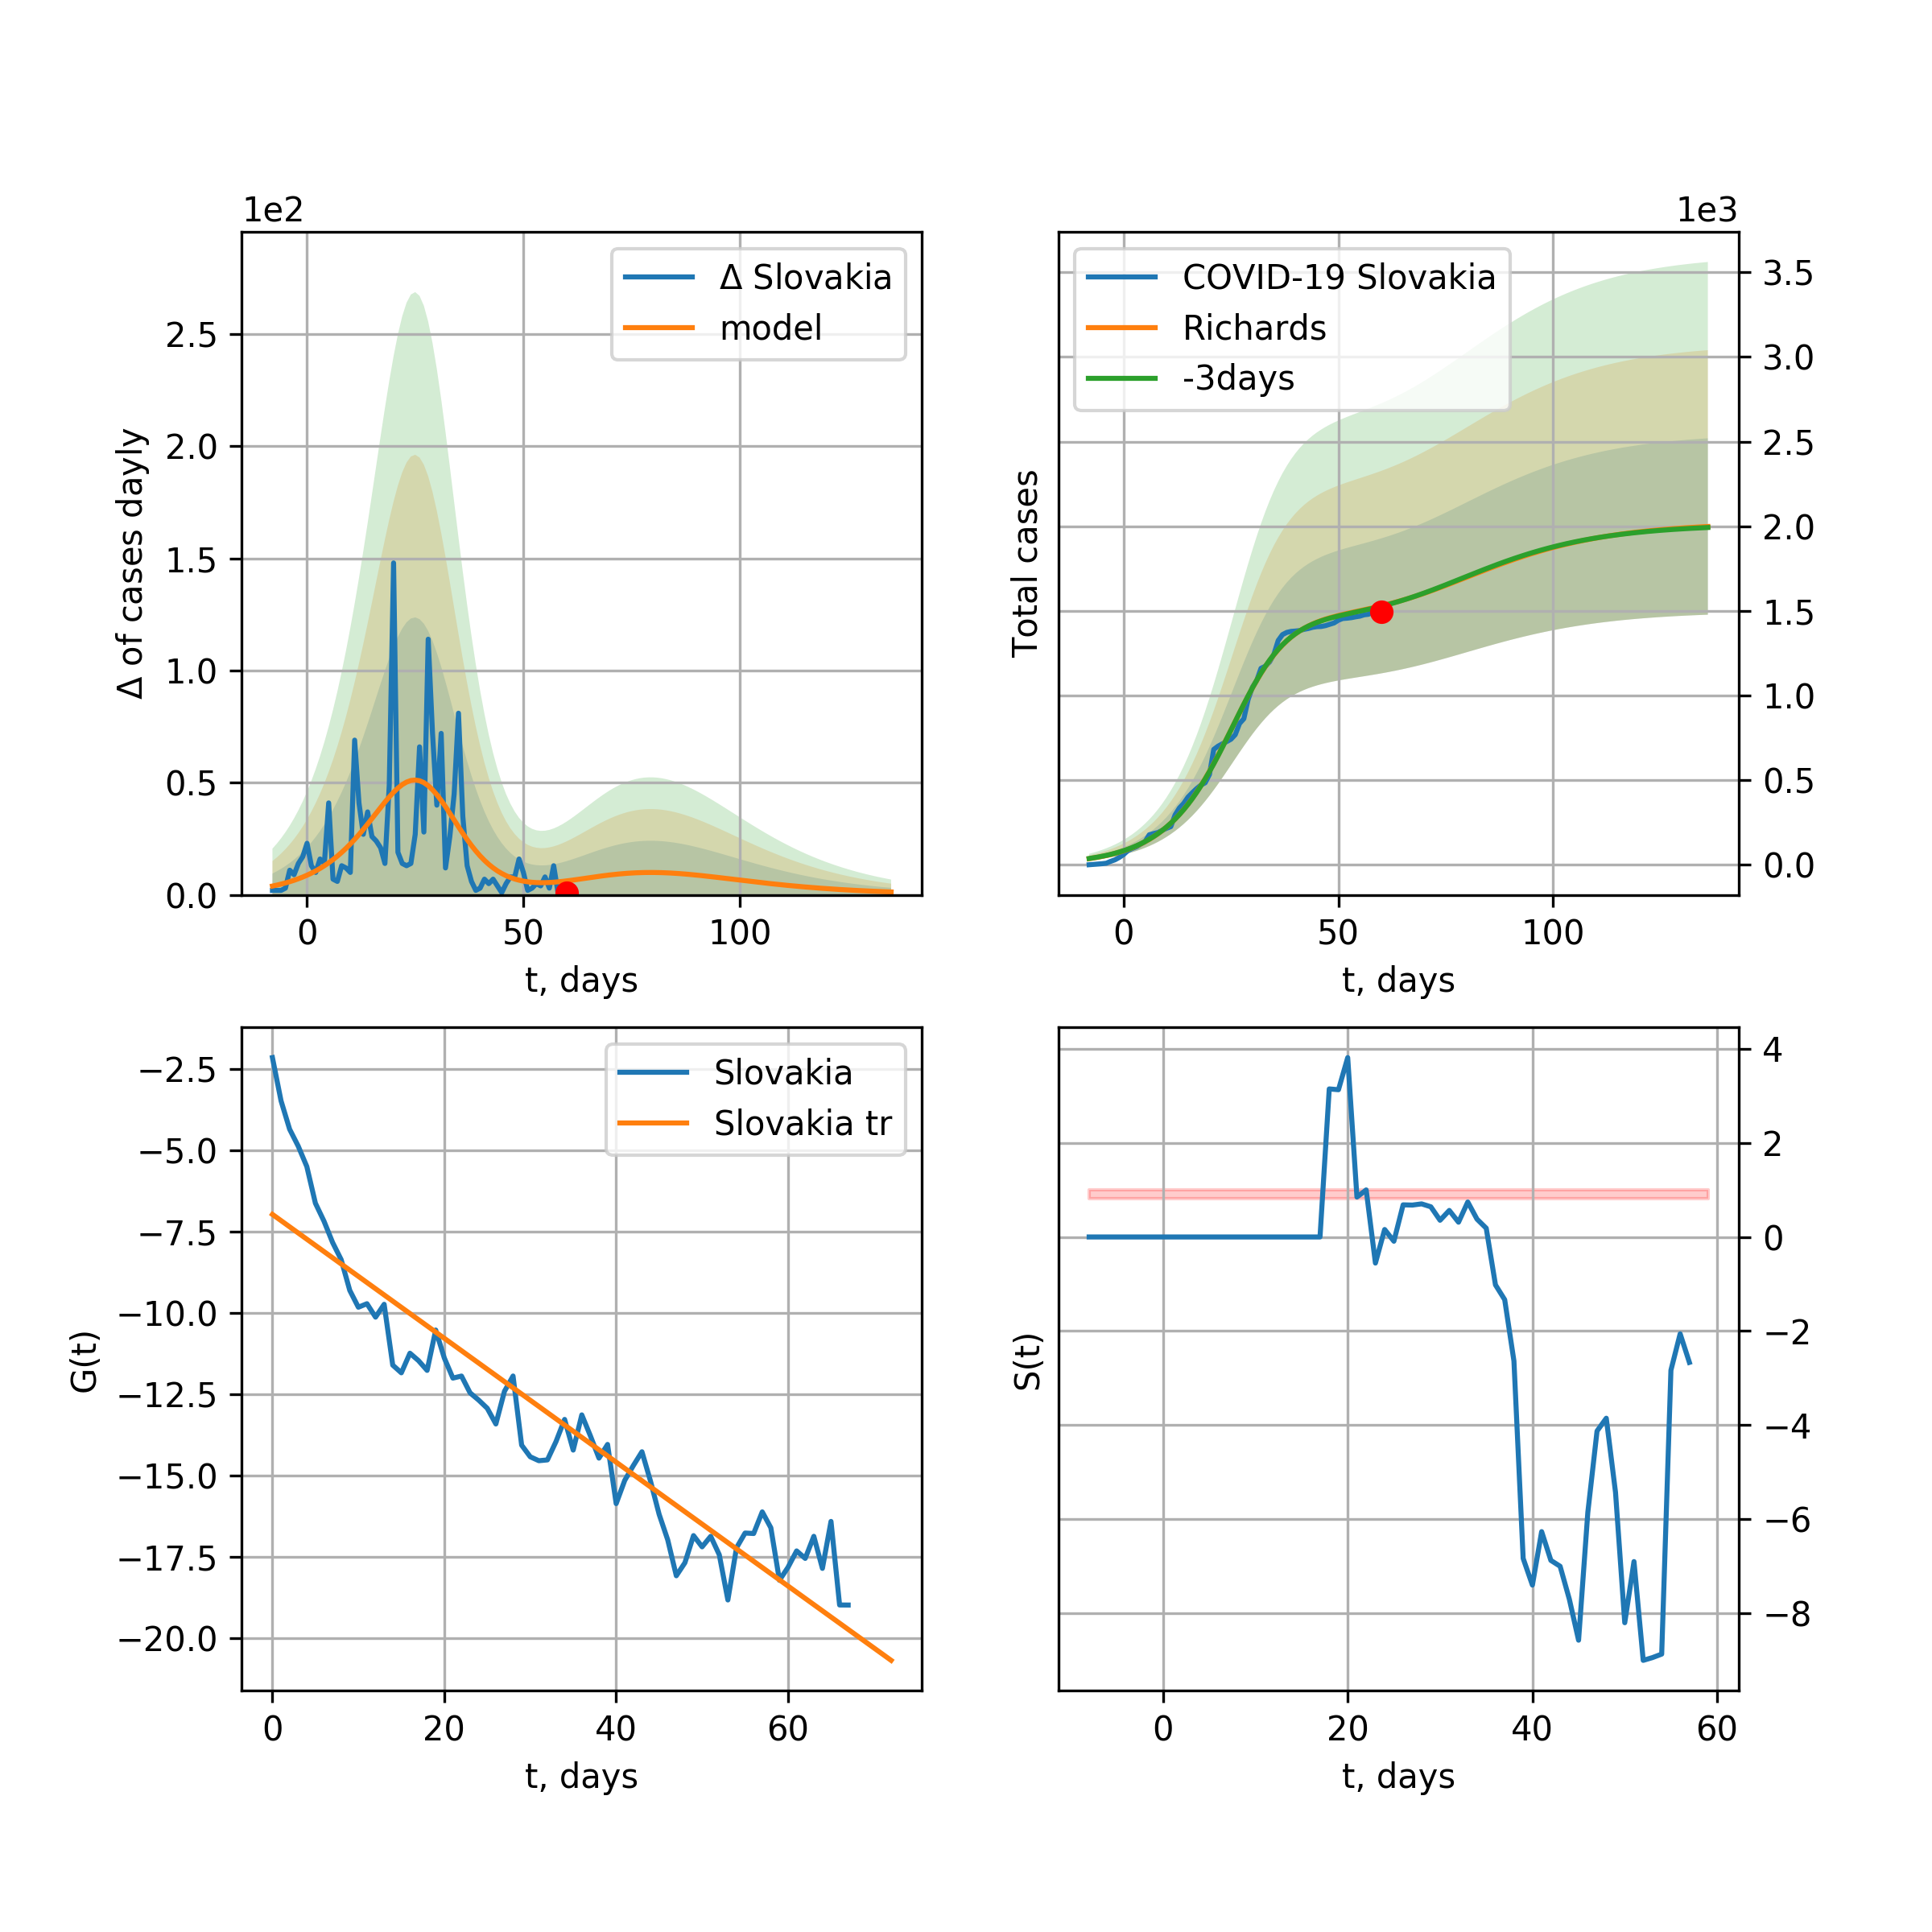 1e2
Δ Slovakia
model
2.5
2.0
1.5
1.0
0.5
0.0
Δ of cases dayly
0 50 100
t, days
1e3
COVID-19 Slovakia
Richards
-3days
3.5
3.0
2.5
2.0
1.5
1.0
0.5
0.0
Total cases
0 50 100
t, days
Slovakia
Slovakia tr
−2.5
−5.0
−7.5
−10.0
−12.5
−15.0
−17.5
−20.0
G(t)
0 20 40 60
t, days
4
2
0
−2
−4
−6
−8
S(t)
0 20 40 60
t, days